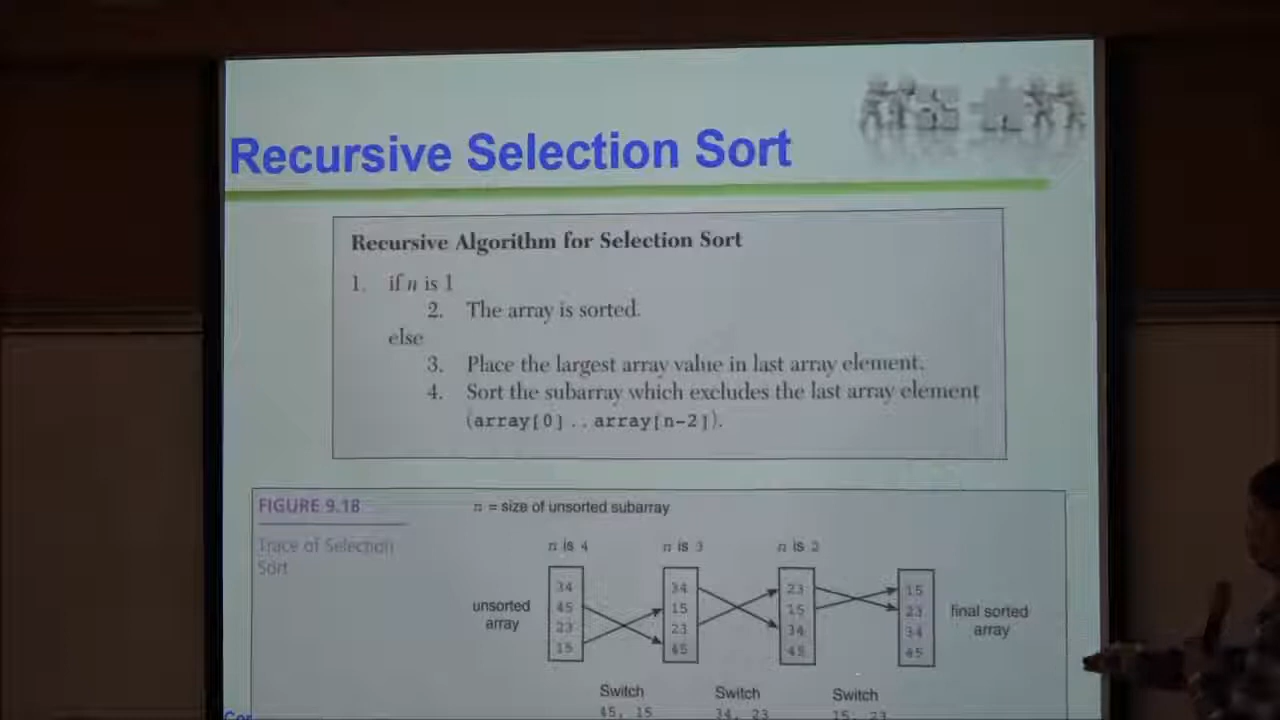 Recursive Selection Sort
Recursive Algorithm for Selection Sort
1. if n is 1
2. The array is sorted.
else
3. Place the largest array value in last array element.
4. Sort the subarray which excludes the last array element
(array[0] .. array[n-2]).
FIGURE 9.18
Trace of Selection
Sort
n = size of unsorted subarray
n is 4 n is 3 n is 2
unsorted
array
34
45
23
15
34
15
23
45
23
15
34
45
15
23
34
45
final sorted
array
Switch
45, 15
Switch
34, 23
Switch
15, 23